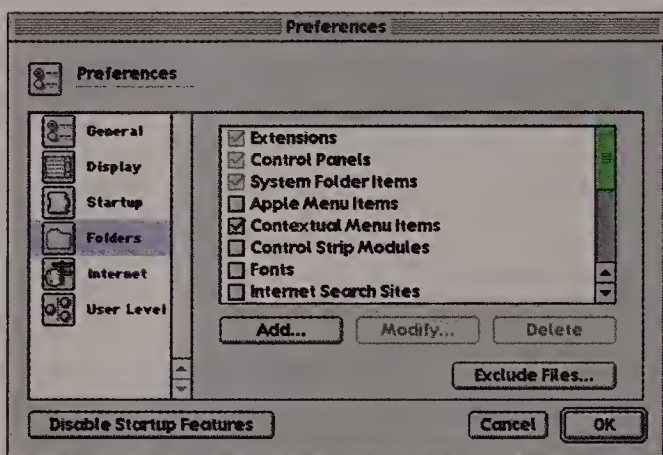 Preferences
Preferences
General
Display
Startup
Folders
Internet
User Level
Extensions
Control Panels
System Folder Items
Apple Menu Items
Contextual Menu Items
Control Strip Modules
Fonts
Internet Search Sites
Add... Modify... Delete
Exclude Files...
Disable Startup Features Cancel OK